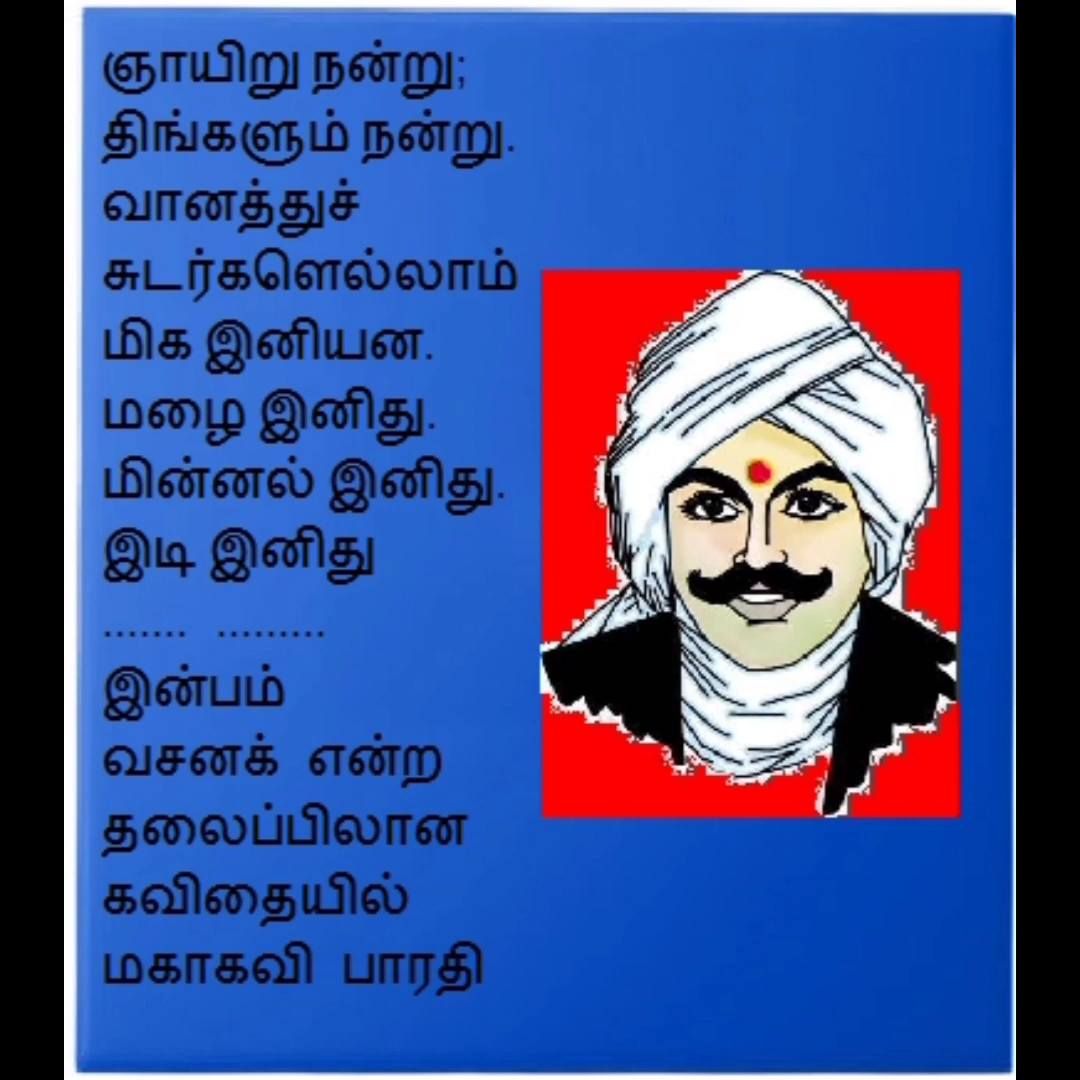 ஞாயிறு நன்று;
திங்களும் நன்று.
வானத்துச்
சுடர்களெல்லாம்
மிக இனியன.
மழை இனிது.
மின்னல் இனிது.
இடி இனிது
....... .........
இன்பம்
வசனக் என்ற
தலைப்பிலான
கவிதையில்
மகாகவி பாரதி